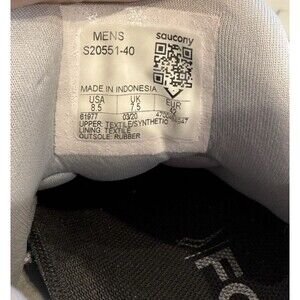 MENS
saucony
S20551-40
MADE IN INDONESIA
USA UK EUR
8.5 7.5
61977 03/20
UPPER TEXTILE/SYNTHETIC
LINING TEXTILE
OUTSOLE RUBBER